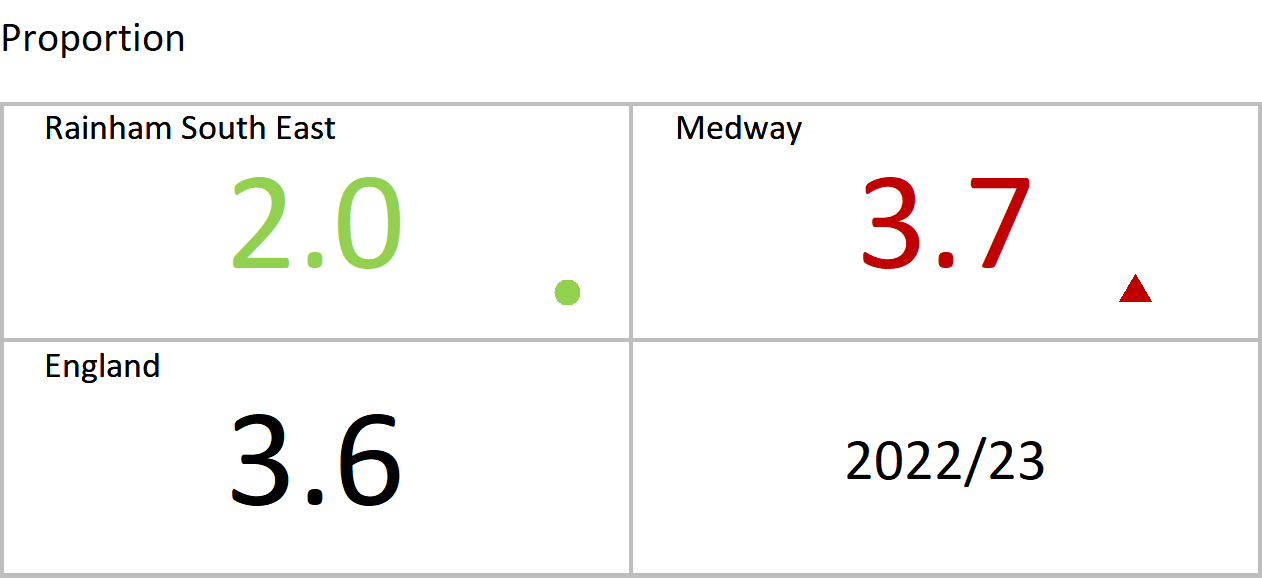 Proportion
Rainham South East
2.0
Medway
3.7
England
3.6
2022/23